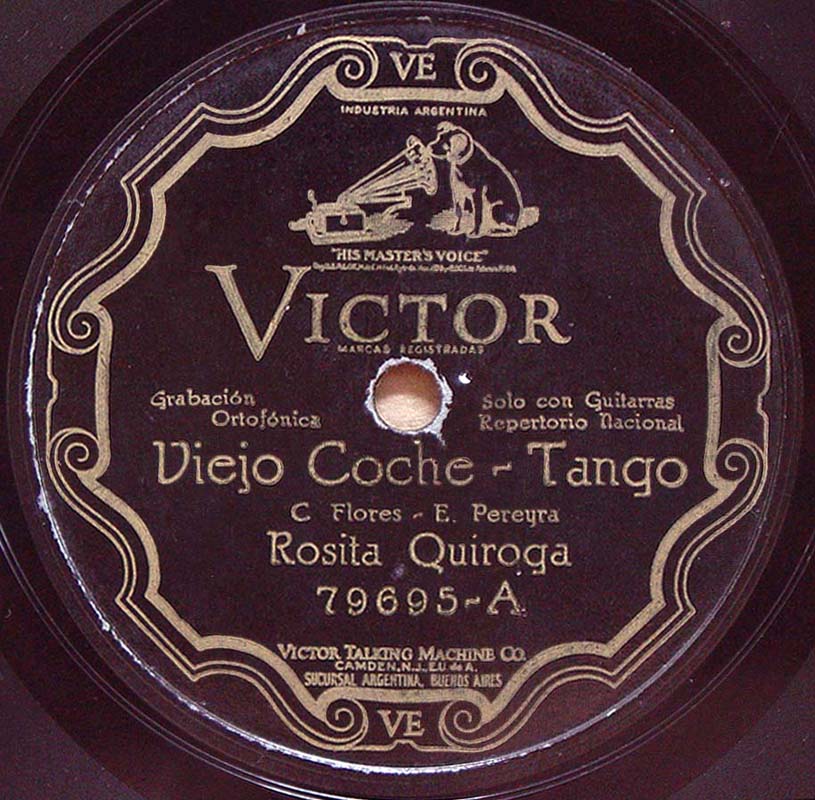 VE
INDUSTRIA ARGENTINA
"HIS MASTER'S VOICE"
VICTOR
MARCAS REGISTRADAS
Grabación
Ortofónica
Solo con Guitarras
Repertorio Nacional
Viejo Coche - Tango
C Flores - E. Pereyra
Rosita Quiroga
79695-A
VICTOR TALKING MACHINE CO.
CAMDEN, N.J., E.U. de A.
SUCURSAL ARGENTINA, BUENOS AIRES
VE